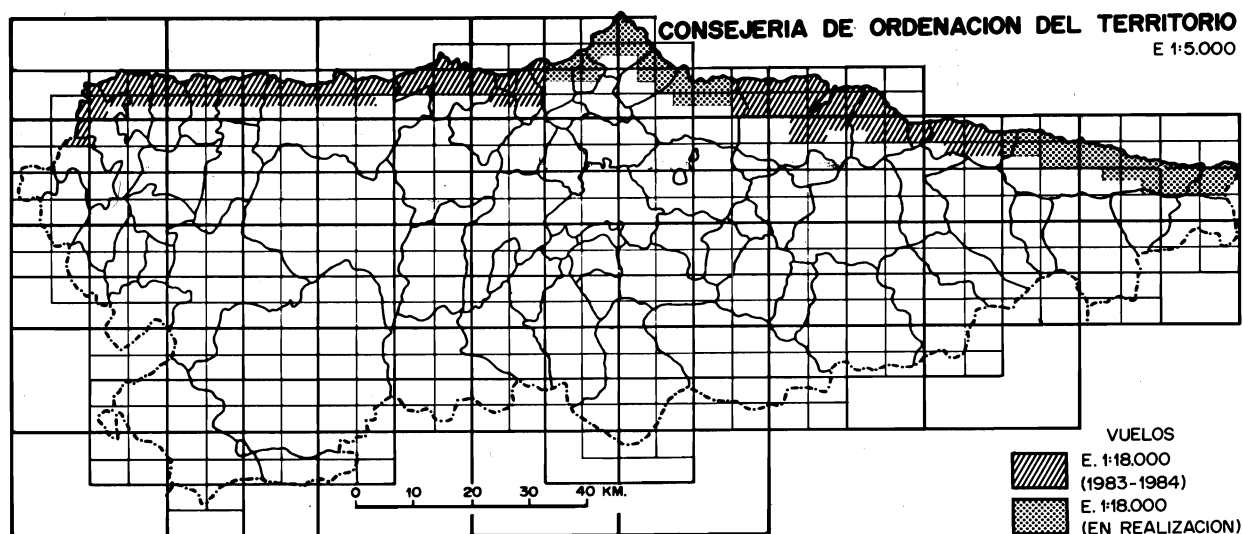 CONSEJERIA DE ORDENACION DEL TERRITORIO
E 1:5.000
VUELOS
E. 1:18.000
(1983-1984)
E. 1:18.000
(EN REALIZACION)
0 10 20 30 40 KM.